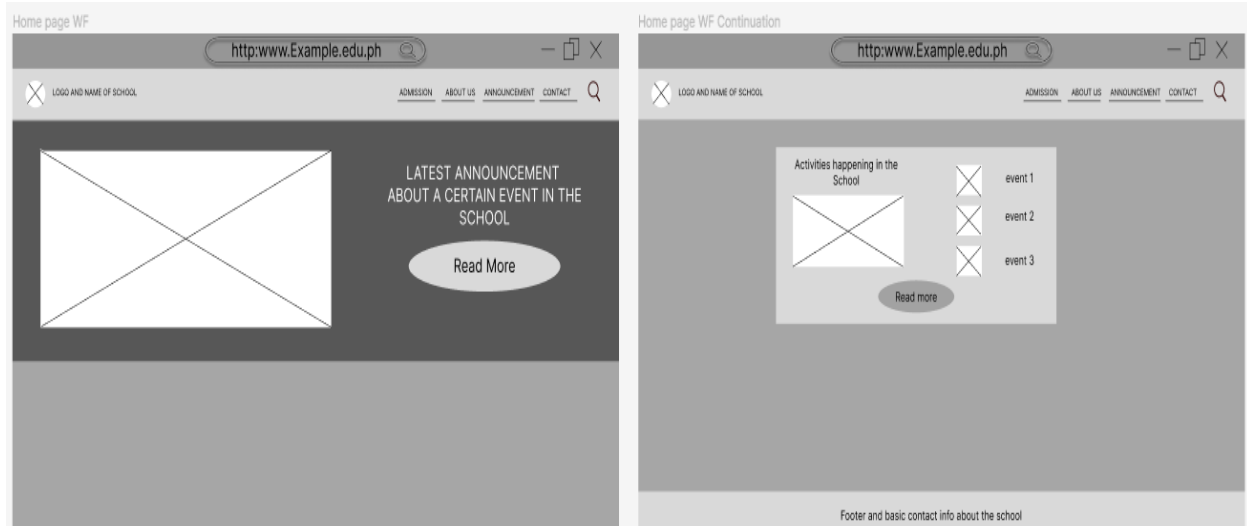 Home page WF
http:www.Example.edu.ph
LOGO AND NAME OF SCHOOL
ADMISSION ABOUT US ANNOUNCEMENT CONTACT
LATEST ANNOUNCEMENT
ABOUT A CERTAIN EVENT IN THE
SCHOOL
Read More
Home page WF Continuation
http:www.Example.edu.ph
LOGO AND NAME OF SCHOOL
ADMISSION ABOUT US ANNOUNCEMENT CONTACT
Activities happening in the
School
event 1
event 2
event 3
Read more
Footer and basic contact info about the school